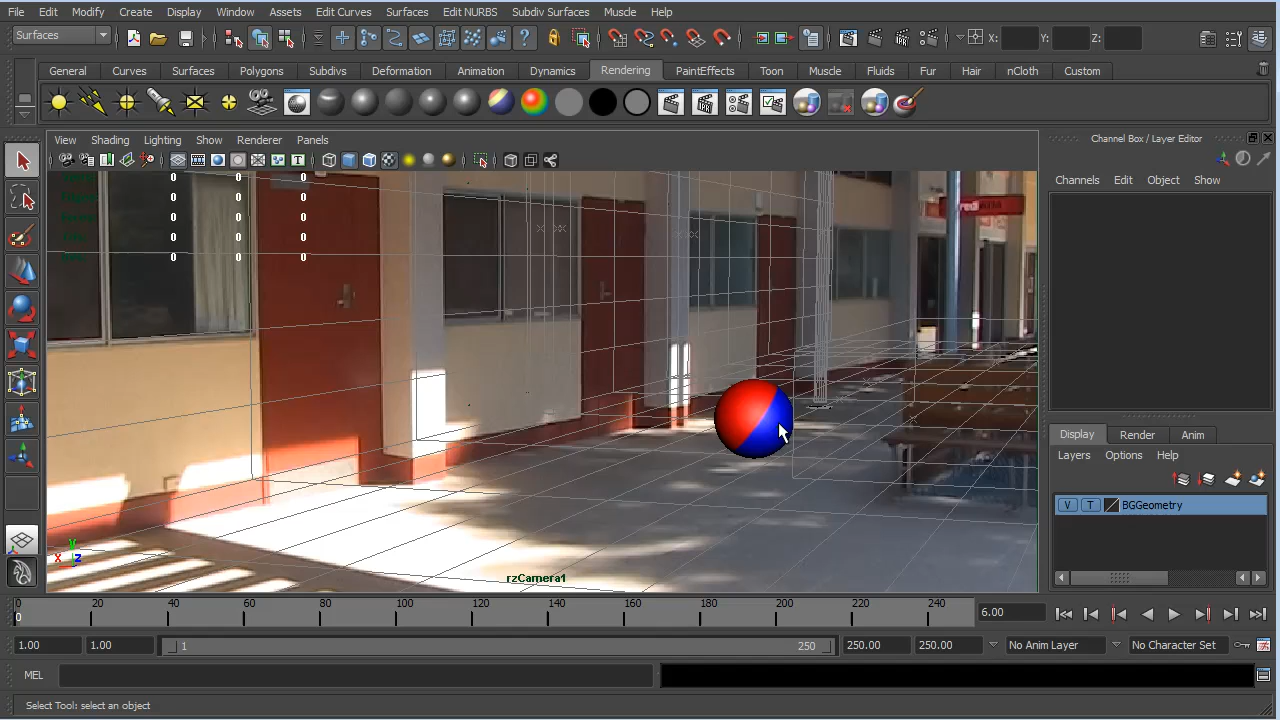 File Edit Modify Create Display Window Assets Edit Curves Surfaces Edit NURBS Subdiv Surfaces Muscle Help
Surfaces X: Y: Z:
General Curves Surfaces Polygons Subdivs Deformation Animation Dynamics Rendering PaintEffects Toon Muscle Fluids Fur Hair nCloth Custom
View Shading Lighting Show Renderer Panels
Channel Box / Layer Editor
Channels Edit Object Show
0 0 0
0 0 0
0 0 0
0 0 0
0 0 0
red
y
x z
rzCamera1
Display Render Anim
Layers Options Help
V T BGGeometry
0 20 40 60 80 100 120 140 160 180 200 220 240
0
6.00
1.00 1.00 1 250 250.00 250.00 No Anim Layer No Character Set
MEL
Select Tool: select an object